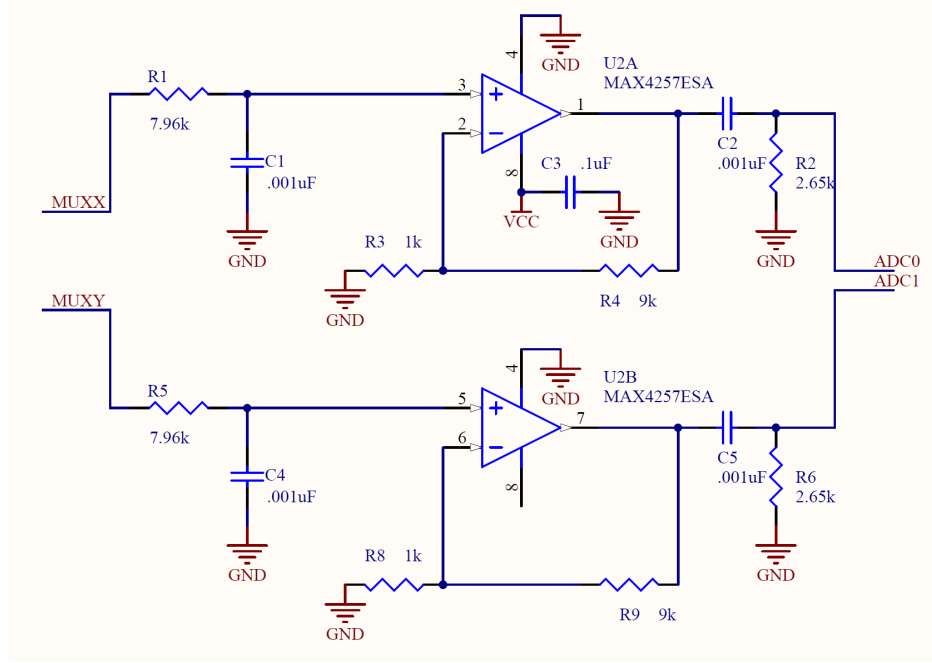 4
GND
U2A
MAX4257ESA
R1
7.96k
3
2
1
C1
.001uF
8
C3 .1uF
VCC
GND
C2
.001uF
R2
2.65k
GND
MUXX
GND
R3 1k
GND
R4 9k
ADC0
ADC1
MUXY
4
GND
U2B
MAX4257ESA
R5
7.96k
5
6
7
C4
.001uF
8
C5
.001uF
R6
2.65k
GND
GND
R8 1k
GND
R9 9k